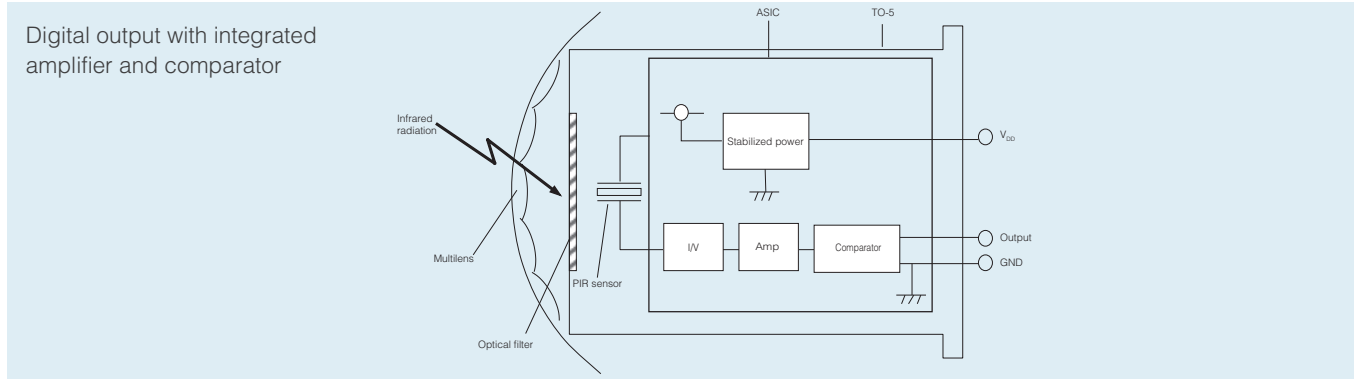 Digital output with integrated
amplifier and comparator
ASIC
TO-5
Infrared
radiation
Stabilized power
VDD
I/V
Amp
Comparator
Output
GND
Multilens
PIR sensor
Optical filter